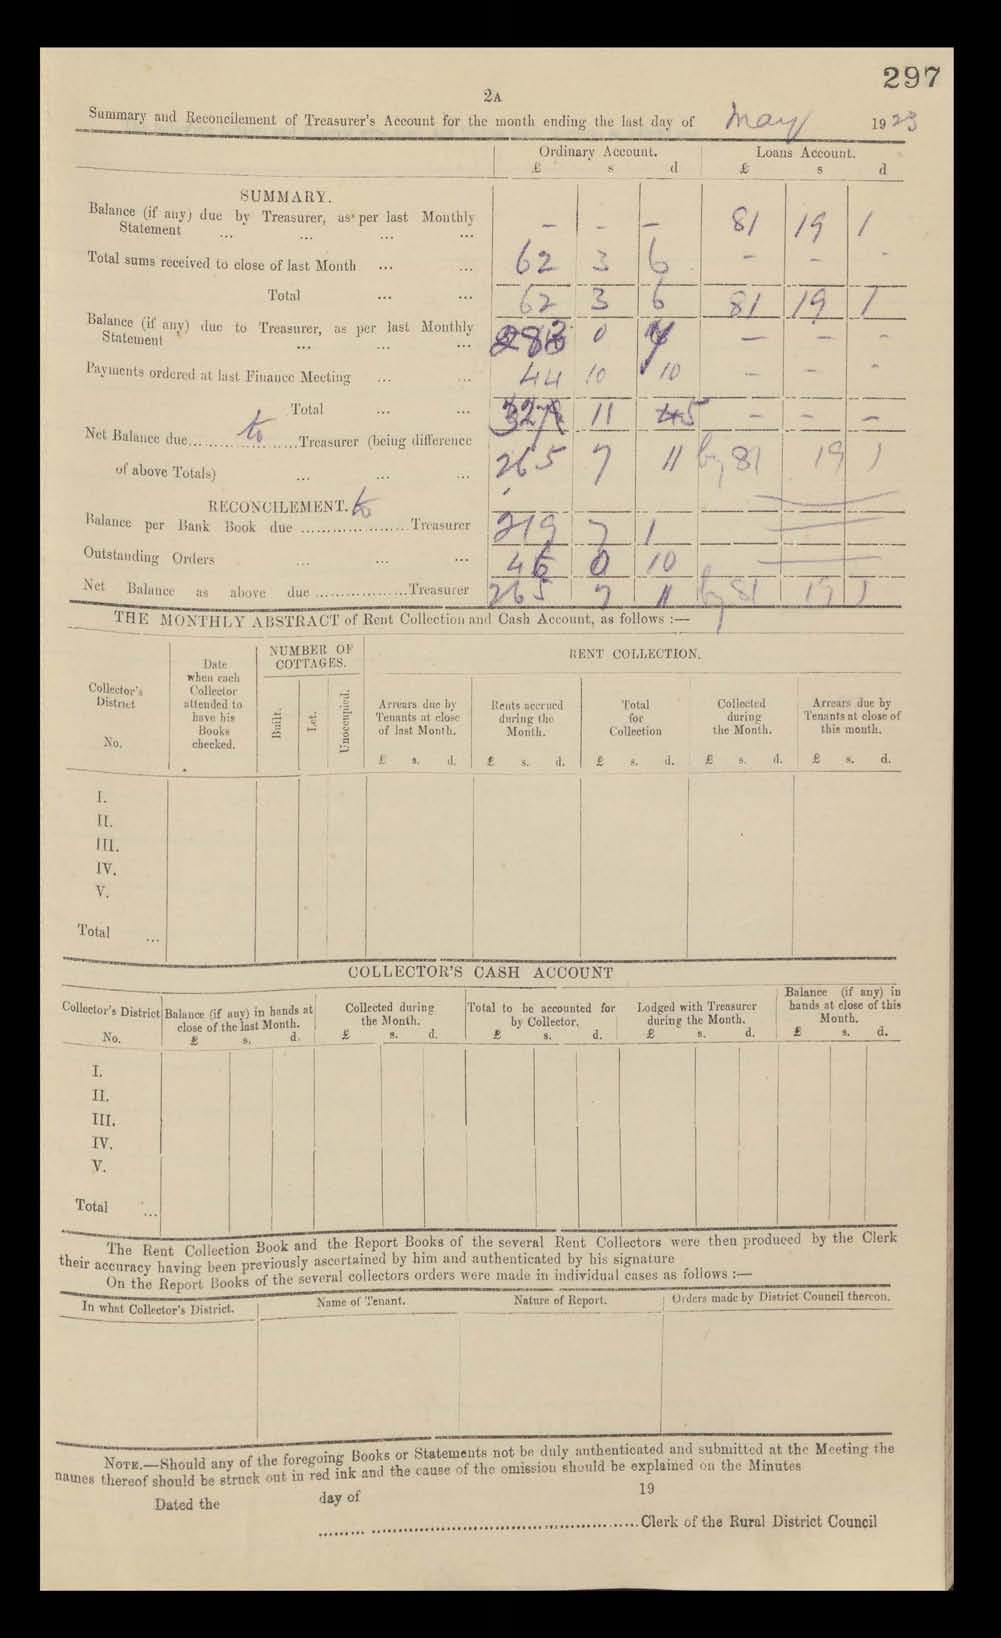 297
2A
Summary and Reconcilement of Treasurer's Account for the month ending the last day of May 1923
Ordinary Account. Loans Account.
£ s d £ s d
SUMMARY.
Balance (if any) due by Treasurer, as per last Monthly
Statement ... ... ... ... — — — 81 19 1
Total sums received to close of last Month ... ... 62 3 6 — — -
Total ... ... 62 3 6 81 19 1
Balance (if any) due to Treasurer, as per last Monthly
Statement ... ... ... 283 0 7 — — -
Payments ordered at last Finance Meeting ... ... 44 10 10 — — -
Total ... ... 327 11 5 — — —
Net Balance due........to........Treasurer (being difference
of above Totals) ... ... ... 265 7 11 by 81 19 1
RECONCILEMENT. to
Balance per Bank Book due .....................Treasurer 219 7 1
Outstanding Orders ... ... ... 46 0 10
Net Balance as above due ..................Treasurer 265 7 11 by 81 19 1
THE MONTHLY ABSTRACT of Rent Collection and Cash Account, as follows :—
Collector's
District
No.
Date
when each
Collector
attended to
have his
Books
checked.
NUMBER OF
COTTAGES.
Built.
Let.
Unoccupied.
RENT COLLECTION.
Arrears due by
Tenants at close
of last Month.
£ s. d.
Rents accrued
during the
Month.
£ s. d.
Total
for
Collection
£ s. d.
Collected
during
the Month.
£ s. d.
Arrears due by
Tenants at close of
this month.
£ s. d.
I.
II.
III.
IV.
V.
Total ...
COLLECTOR'S CASH ACCOUNT
Collector's District
No.
Balance (if any) in hands at
close of the last Month.
£ s. d.
Collected during
the Month.
£ s. d.
Total to be accounted for
by Collector.
£ s. d.
Lodged with Treasurer
during the Month.
£ s. d.
Balance (if any) in
hands at close of this
Month.
£ s. d.
I.
II.
III.
IV.
V.
Total ...
The Rent Collection Book and the Report Books of the several Rent Collectors were then produced by the Clerk
their accuracy having been previously ascertained by him and authenticated by his signature
On the Report Books of the several collectors orders were made in individual cases as follows :—
In what Collector's District. Name of Tenant. Nature of Report. Orders made by District Council thereon.
NOTE.—Should any of the foregoing Books or Statements not be duly authenticated and submitted at the Meeting the
names thereof should be struck out in red ink and the cause of the omission should be explained on the Minutes
Dated the day of 19
............................................................Clerk of the Rural District Council